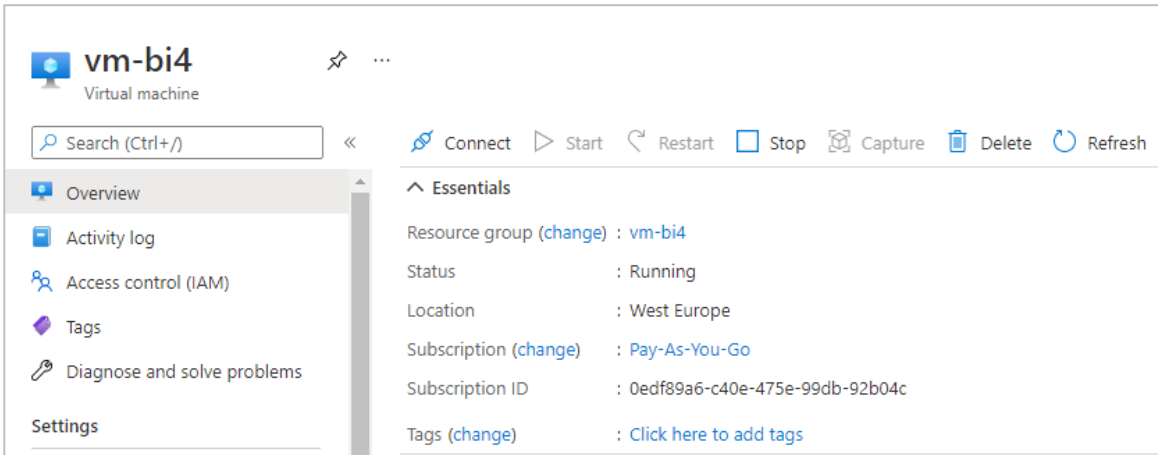 vm-bi4
Virtual machine
Search (Ctrl+/)
Overview
Activity log
Access control (IAM)
Tags
Diagnose and solve problems
Settings
Connect Start Restart Stop Capture Delete Refresh
Essentials
Resource group (change) : vm-bi4
Status : Running
Location : West Europe
Subscription (change) : Pay-As-You-Go
Subscription ID : 0edf89a6-c40e-475e-99db-92b04c
Tags (change) : Click here to add tags